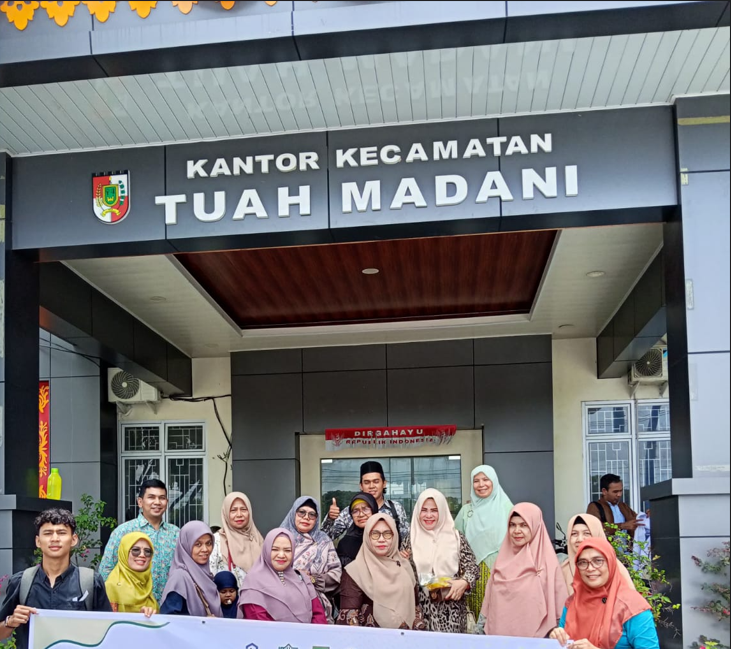 KANTOR KECAMATAN
TUAH MADANI
DIRGAHAYU
REPUBLIK INDONESIA